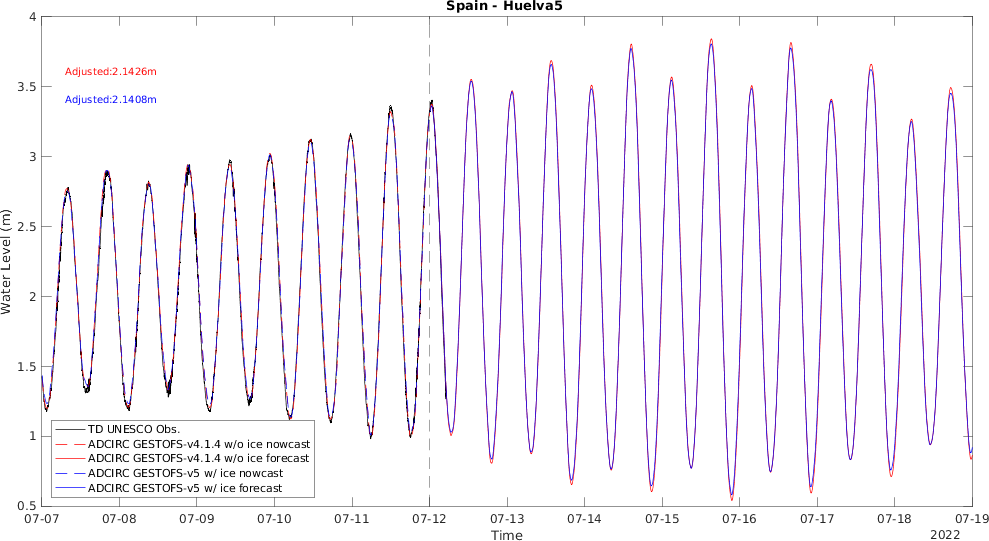 Spain - Huelva5
Adjusted:2.1426m
Adjusted:2.1408m
Water Level (m)
4
3.5
3
2.5
2
1.5
1
0.5
TD UNESCO Obs.
ADCIRC GESTOFS-v4.1.4 w/o ice nowcast
ADCIRC GESTOFS-v4.1.4 w/o ice forecast
ADCIRC GESTOFS-v5 w/ ice nowcast
ADCIRC GESTOFS-v5 w/ ice forecast
07-07 07-08 07-09 07-10 07-11 07-12 07-13 07-14 07-15 07-16 07-17 07-18 07-19
Time
2022